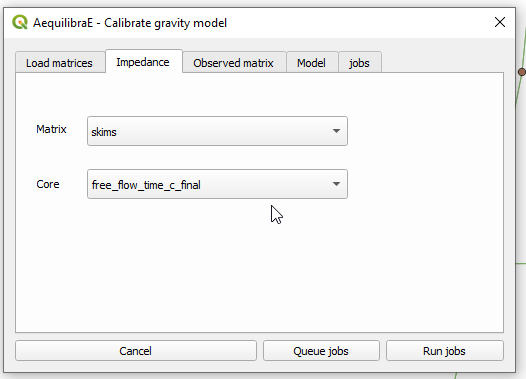 AequilibraE - Calibrate gravity model
Load matrices Impedance Observed matrix Model jobs
Matrix skims
Core free_flow_time_c_final
Cancel Queue jobs Run jobs